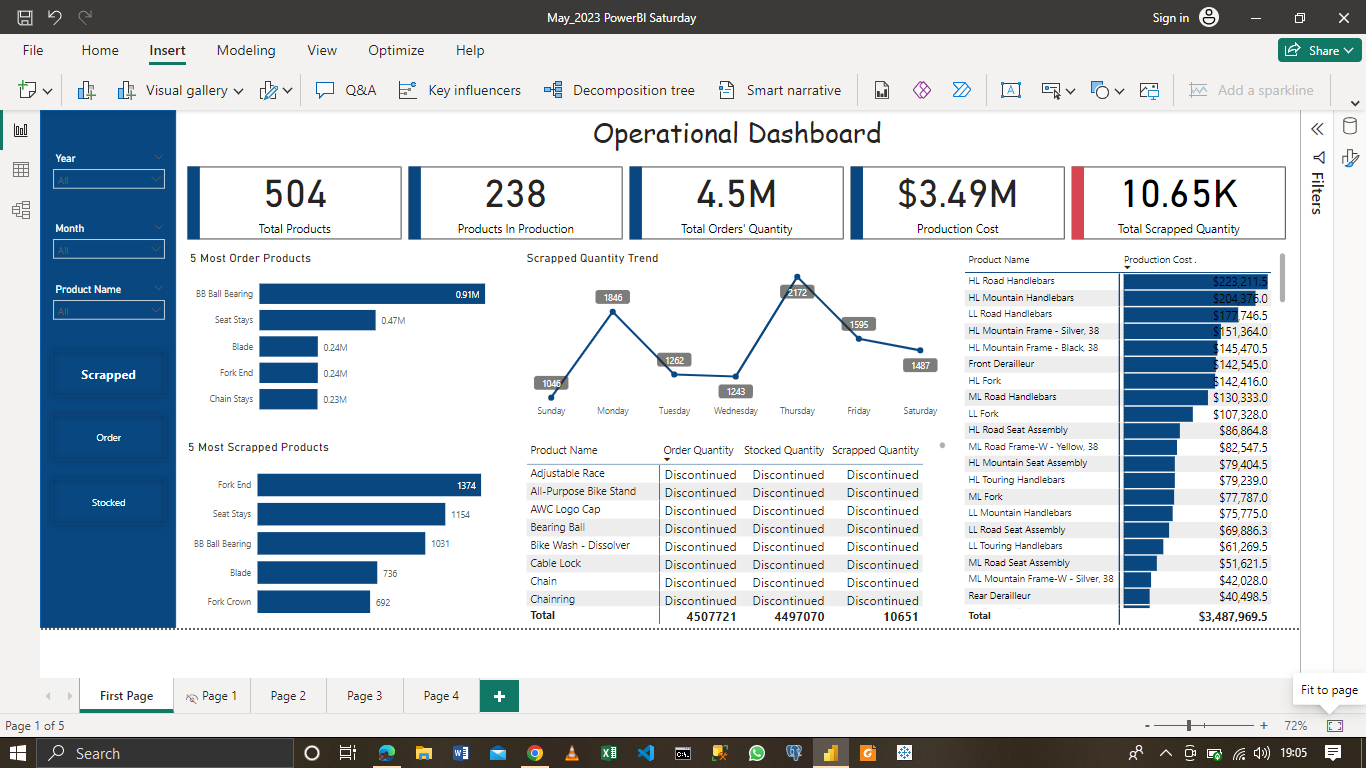 May_2023 PowerBI Saturday
Sign in
File Home Insert Modeling View Optimize Help
Share
Visual gallery
Q&A
Key influencers
Decomposition tree
Smart narrative
Add a sparkline
Operational Dashboard
Year
All
Month
All
Product Name
All
Scrapped
Order
Stocked
504
Total Products
238
Products In Production
4.5M
Total Orders' Quantity
$3.49M
Production Cost
10.65K
Total Scrapped Quantity
5 Most Order Products
BB Ball Bearing 0.91M
Seat Stays 0.47M
Blade 0.24M
Fork End 0.24M
Chain Stays 0.23M
Scrapped Quantity Trend
1046 1846 1262 1243 2172 1595 1487
Sunday Monday Tuesday Wednesday Thursday Friday Saturday
5 Most Scrapped Products
Fork End 1374
Seat Stays 1154
BB Ball Bearing 1031
Blade 736
Fork Crown 692
Product Name Order Quantity Stocked Quantity Scrapped Quantity
Adjustable Race Discontinued Discontinued Discontinued
All-Purpose Bike Stand Discontinued Discontinued Discontinued
AWC Logo Cap Discontinued Discontinued Discontinued
Bearing Ball Discontinued Discontinued Discontinued
Bike Wash - Dissolver Discontinued Discontinued Discontinued
Cable Lock Discontinued Discontinued Discontinued
Chain Discontinued Discontinued Discontinued
Chainring Discontinued Discontinued Discontinued
Total 4507721 4497070 10651
Product Name Production Cost .
HL Road Handlebars $223,211.5
HL Mountain Handlebars $204,376.0
LL Road Handlebars $177,746.5
HL Mountain Frame - Silver, 38 $151,364.0
HL Mountain Frame - Black, 38 $145,470.5
Front Derailleur $142,545.0
HL Fork $142,416.0
ML Road Handlebars $130,333.0
LL Fork $107,328.0
HL Road Seat Assembly $86,864.8
ML Road Frame-W - Yellow, 38 $82,547.5
HL Mountain Seat Assembly $79,404.5
HL Touring Handlebars $79,239.0
ML Fork $77,787.0
LL Mountain Handlebars $75,775.0
LL Road Seat Assembly $69,886.3
LL Touring Handlebars $61,269.5
ML Road Seat Assembly $51,621.5
ML Mountain Frame-W - Silver, 38 $42,028.0
Rear Derailleur $40,498.5
Total $3,487,969.5
Filters
First Page Page 1 Page 2 Page 3 Page 4 +
Fit to page
Page 1 of 5
- + 72%
Search
19:05